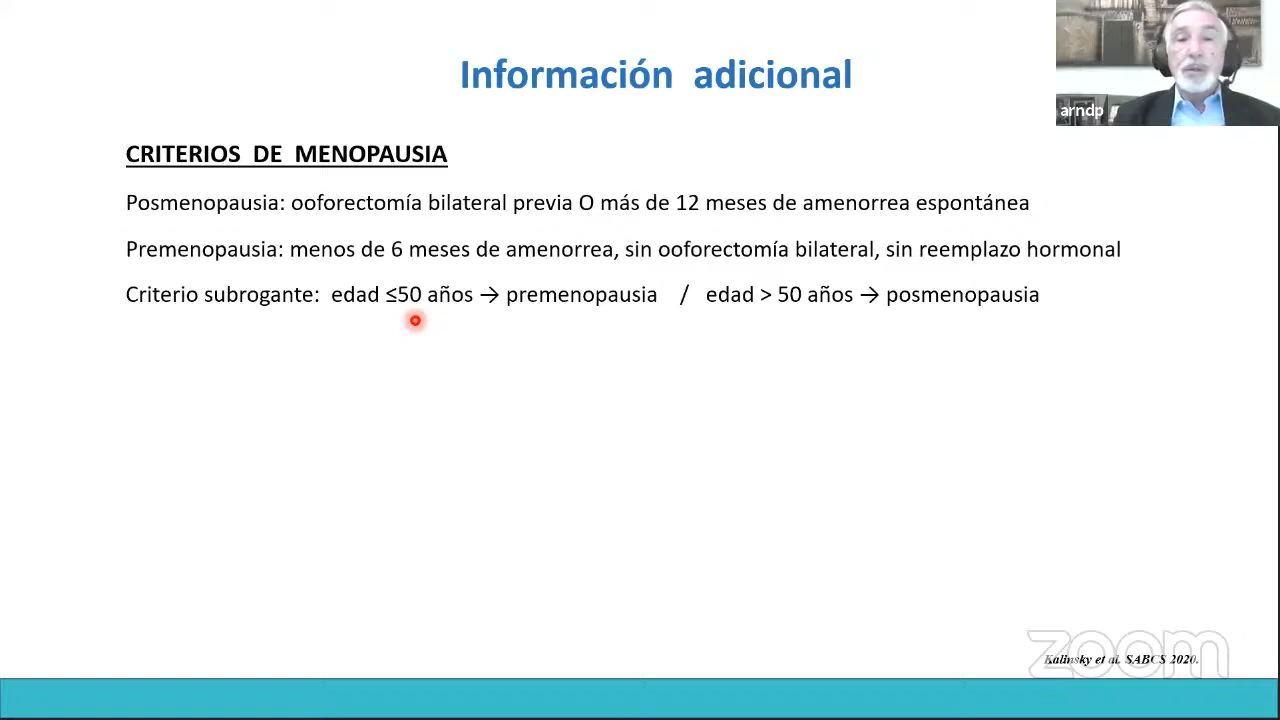 Información adicional
arndp
CRITERIOS DE MENOPAUSIA
Posmenopausia: ooforectomía bilateral previa O más de 12 meses de amenorrea espontánea
Premenopausia: menos de 6 meses de amenorrea, sin ooforectomía bilateral, sin reemplazo hormonal
Criterio subrogante: edad ≤50 años → premenopausia / edad > 50 años → posmenopausia
zoom
Kalinsky et al. SABCS 2020.